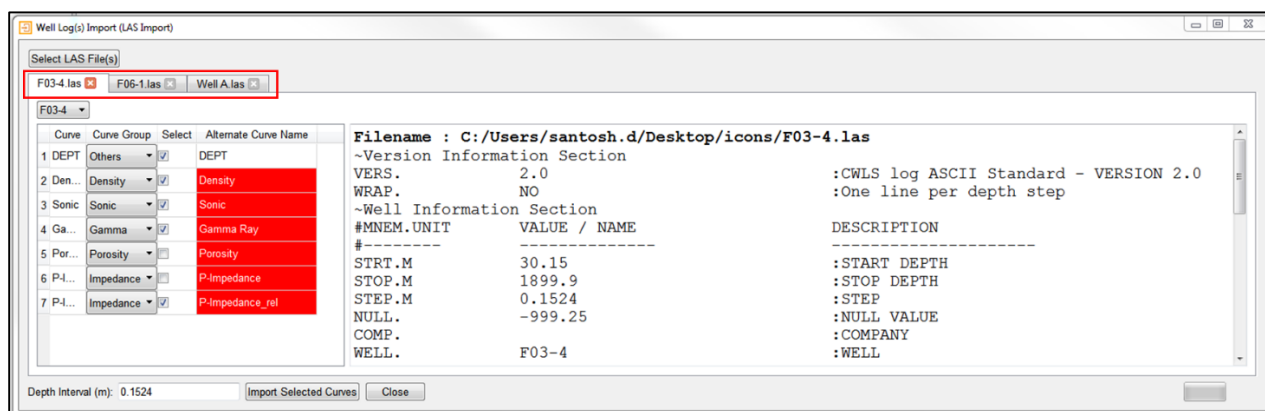 Well Log(s) Import (LAS Import)
Select LAS File(s)
F03-4.las F06-1.las Well A.las
F03-4
Curve Curve Group Select Alternate Curve Name
1 DEPT Others DEPT
2 Den... Density Density
3 Sonic Sonic Sonic
4 Ga... Gamma Gamma Ray
5 Por... Porosity Porosity
6 P-I... Impedance P-Impedance
7 P-I... Impedance P-Impedance_rel
Filename : C:/Users/santosh.d/Desktop/icons/F03-4.las
~Version Information Section
VERS. 2.0 :CWLS log ASCII Standard - VERSION 2.0
WRAP. NO :One line per depth step
~Well Information Section
#MNEM.UNIT VALUE / NAME DESCRIPTION
#-------- -------------- ---------------------
STRT.M 30.15 :START DEPTH
STOP.M 1899.9 :STOP DEPTH
STEP.M 0.1524 :STEP
NULL. -999.25 :NULL VALUE
COMP. :COMPANY
WELL. F03-4 :WELL
Depth Interval (m): 0.1524 Import Selected Curves Close